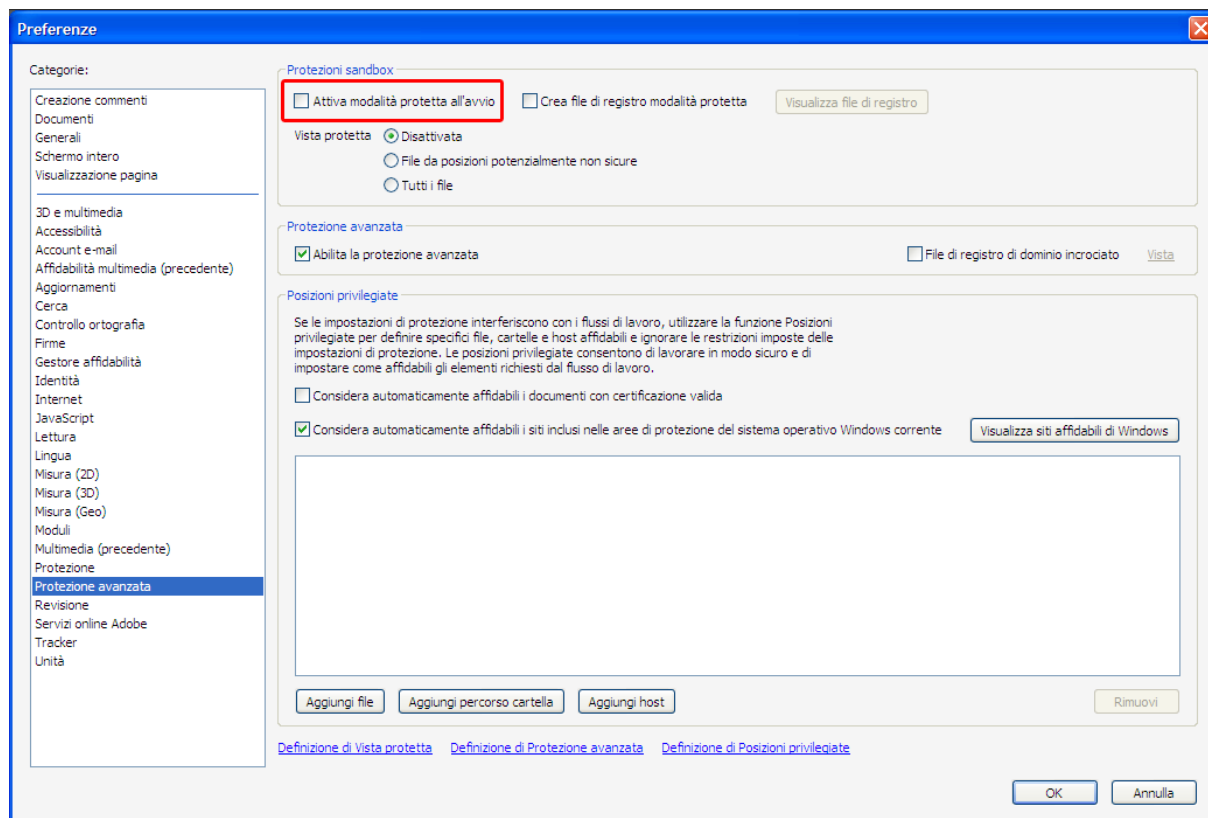 Preferenze
Categorie:
Creazione commenti
Documenti
Generali
Schermo intero
Visualizzazione pagina
3D e multimedia
Accessibilità
Account e-mail
Affidabilità multimedia (precedente)
Aggiornamenti
Cerca
Controllo ortografia
Firme
Gestore affidabilità
Identità
Internet
JavaScript
Lettura
Lingua
Misura (2D)
Misura (3D)
Misura (Geo)
Moduli
Multimedia (precedente)
Protezione
Protezione avanzata
Revisione
Servizi online Adobe
Tracker
Unità
Protezioni sandbox
Attiva modalità protetta all'avvio Crea file di registro modalità protetta Visualizza file di registro
Vista protetta Disattivata
File da posizioni potenzialmente non sicure
Tutti i file
Protezione avanzata
Abilita la protezione avanzata File di registro di dominio incrociato Vista
Posizioni privilegiate
Se le impostazioni di protezione interferiscono con i flussi di lavoro, utilizzare la funzione Posizioni
privilegiate per definire specifici file, cartelle e host affidabili e ignorare le restrizioni imposte delle
impostazioni di protezione. Le posizioni privilegiate consentono di lavorare in modo sicuro e di
impostare come affidabili gli elementi richiesti dal flusso di lavoro.
Considera automaticamente affidabili i documenti con certificazione valida
Considera automaticamente affidabili i siti inclusi nelle aree di protezione del sistema operativo Windows corrente Visualizza siti affidabili di Windows
Aggiungi file Aggiungi percorso cartella Aggiungi host Rimuovi
Definizione di Vista protetta Definizione di Protezione avanzata Definizione di Posizioni privilegiate
OK Annulla